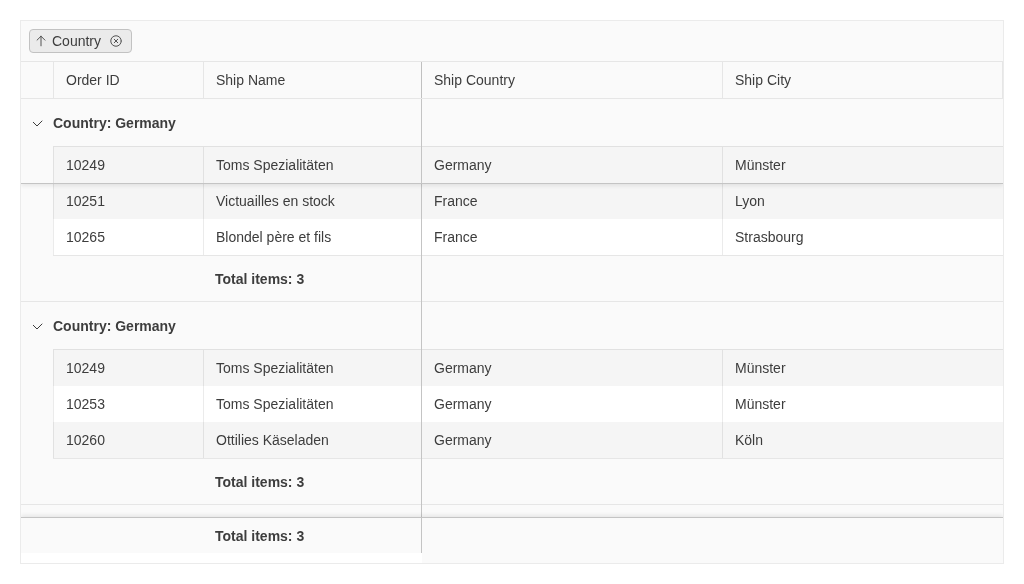 Country
Order ID Ship Name Ship Country Ship City
Country: Germany
10249 Toms Spezialitäten Germany Münster
10251 Victuailles en stock France Lyon
10265 Blondel père et fils France Strasbourg
Total items: 3
Country: Germany
10249 Toms Spezialitäten Germany Münster
10253 Toms Spezialitäten Germany Münster
10260 Ottilies Käseladen Germany Köln
Total items: 3
Total items: 3